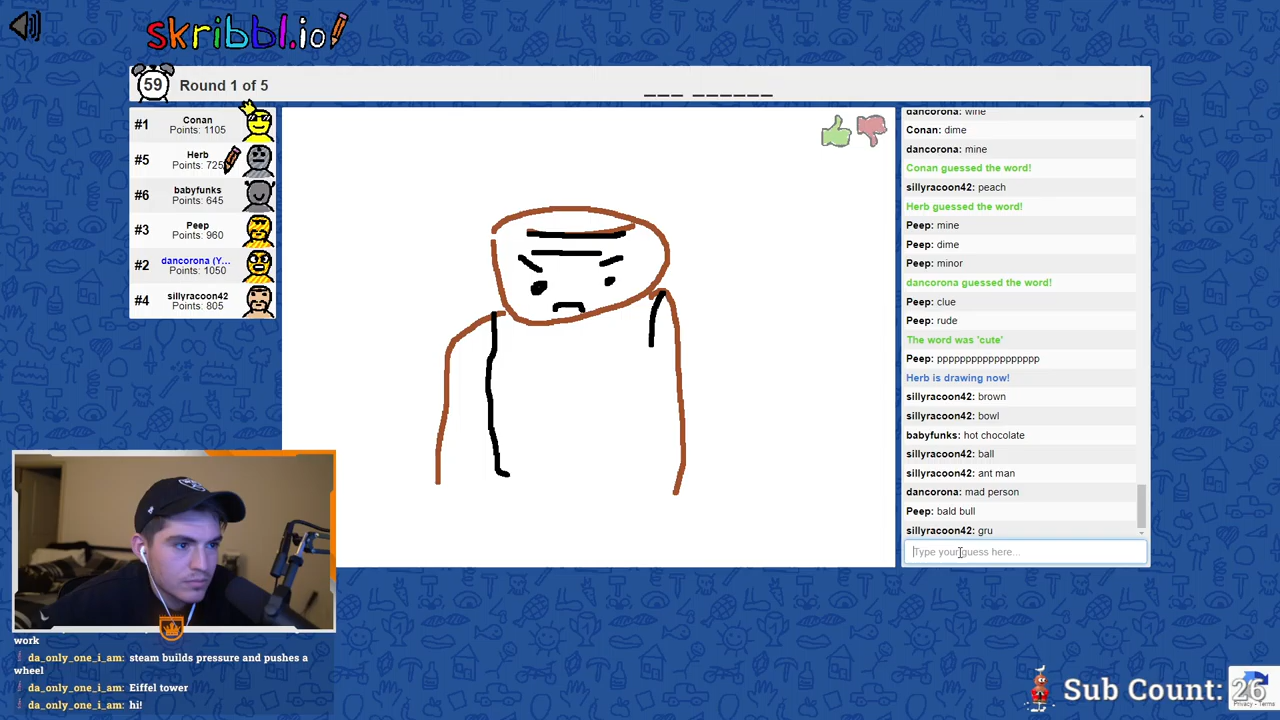 skribbl.io
59
Round 1 of 5
___ ______
#1
Conan
Points: 1105
#5
Herb
Points: 725
#6
babyfunks
Points: 645
#3
Peep
Points: 960
#2
dancorona (Y...
Points: 1050
#4
sillyracoon42
Points: 805
dancorona: wine
Conan: dime
dancorona: mine
Conan guessed the word!
sillyracoon42: peach
Herb guessed the word!
Peep: mine
Peep: dime
Peep: minor
dancorona guessed the word!
Peep: clue
Peep: rude
The word was 'cute'
Peep: pppppppppppppppppp
Herb is drawing now!
sillyracoon42: brown
sillyracoon42: bowl
babyfunks: hot chocolate
sillyracoon42: ball
sillyracoon42: ant man
dancorona: mad person
Peep: bald bull
sillyracoon42: gru
Type your guess here...
work
da_only_one_i_am: steam builds pressure and pushes a
wheel
da_only_one_i_am: Eiffel tower
da_only_one_i_am: hi!
Sub Count: 26
Privacy - Terms